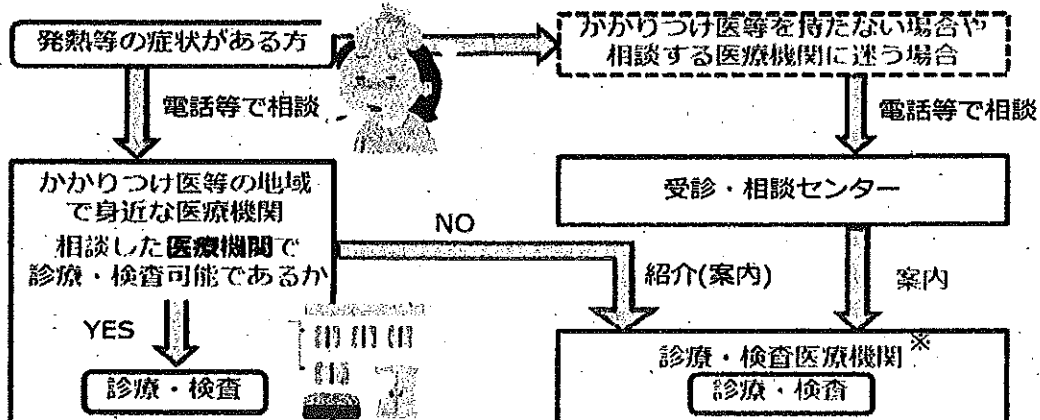 発熱等の症状がある方
かかりつけ医等を持たない場合や
相談する医療機関に迷う場合
電話等で相談
電話等で相談
かかりつけ医等の地域
で身近な医療機関
相談した医療機関で
診療・検査可能であるか
受診・相談センター
NO
紹介(案内)
案内
YES
診療・検査
診療・検査医療機関※
診療・検査